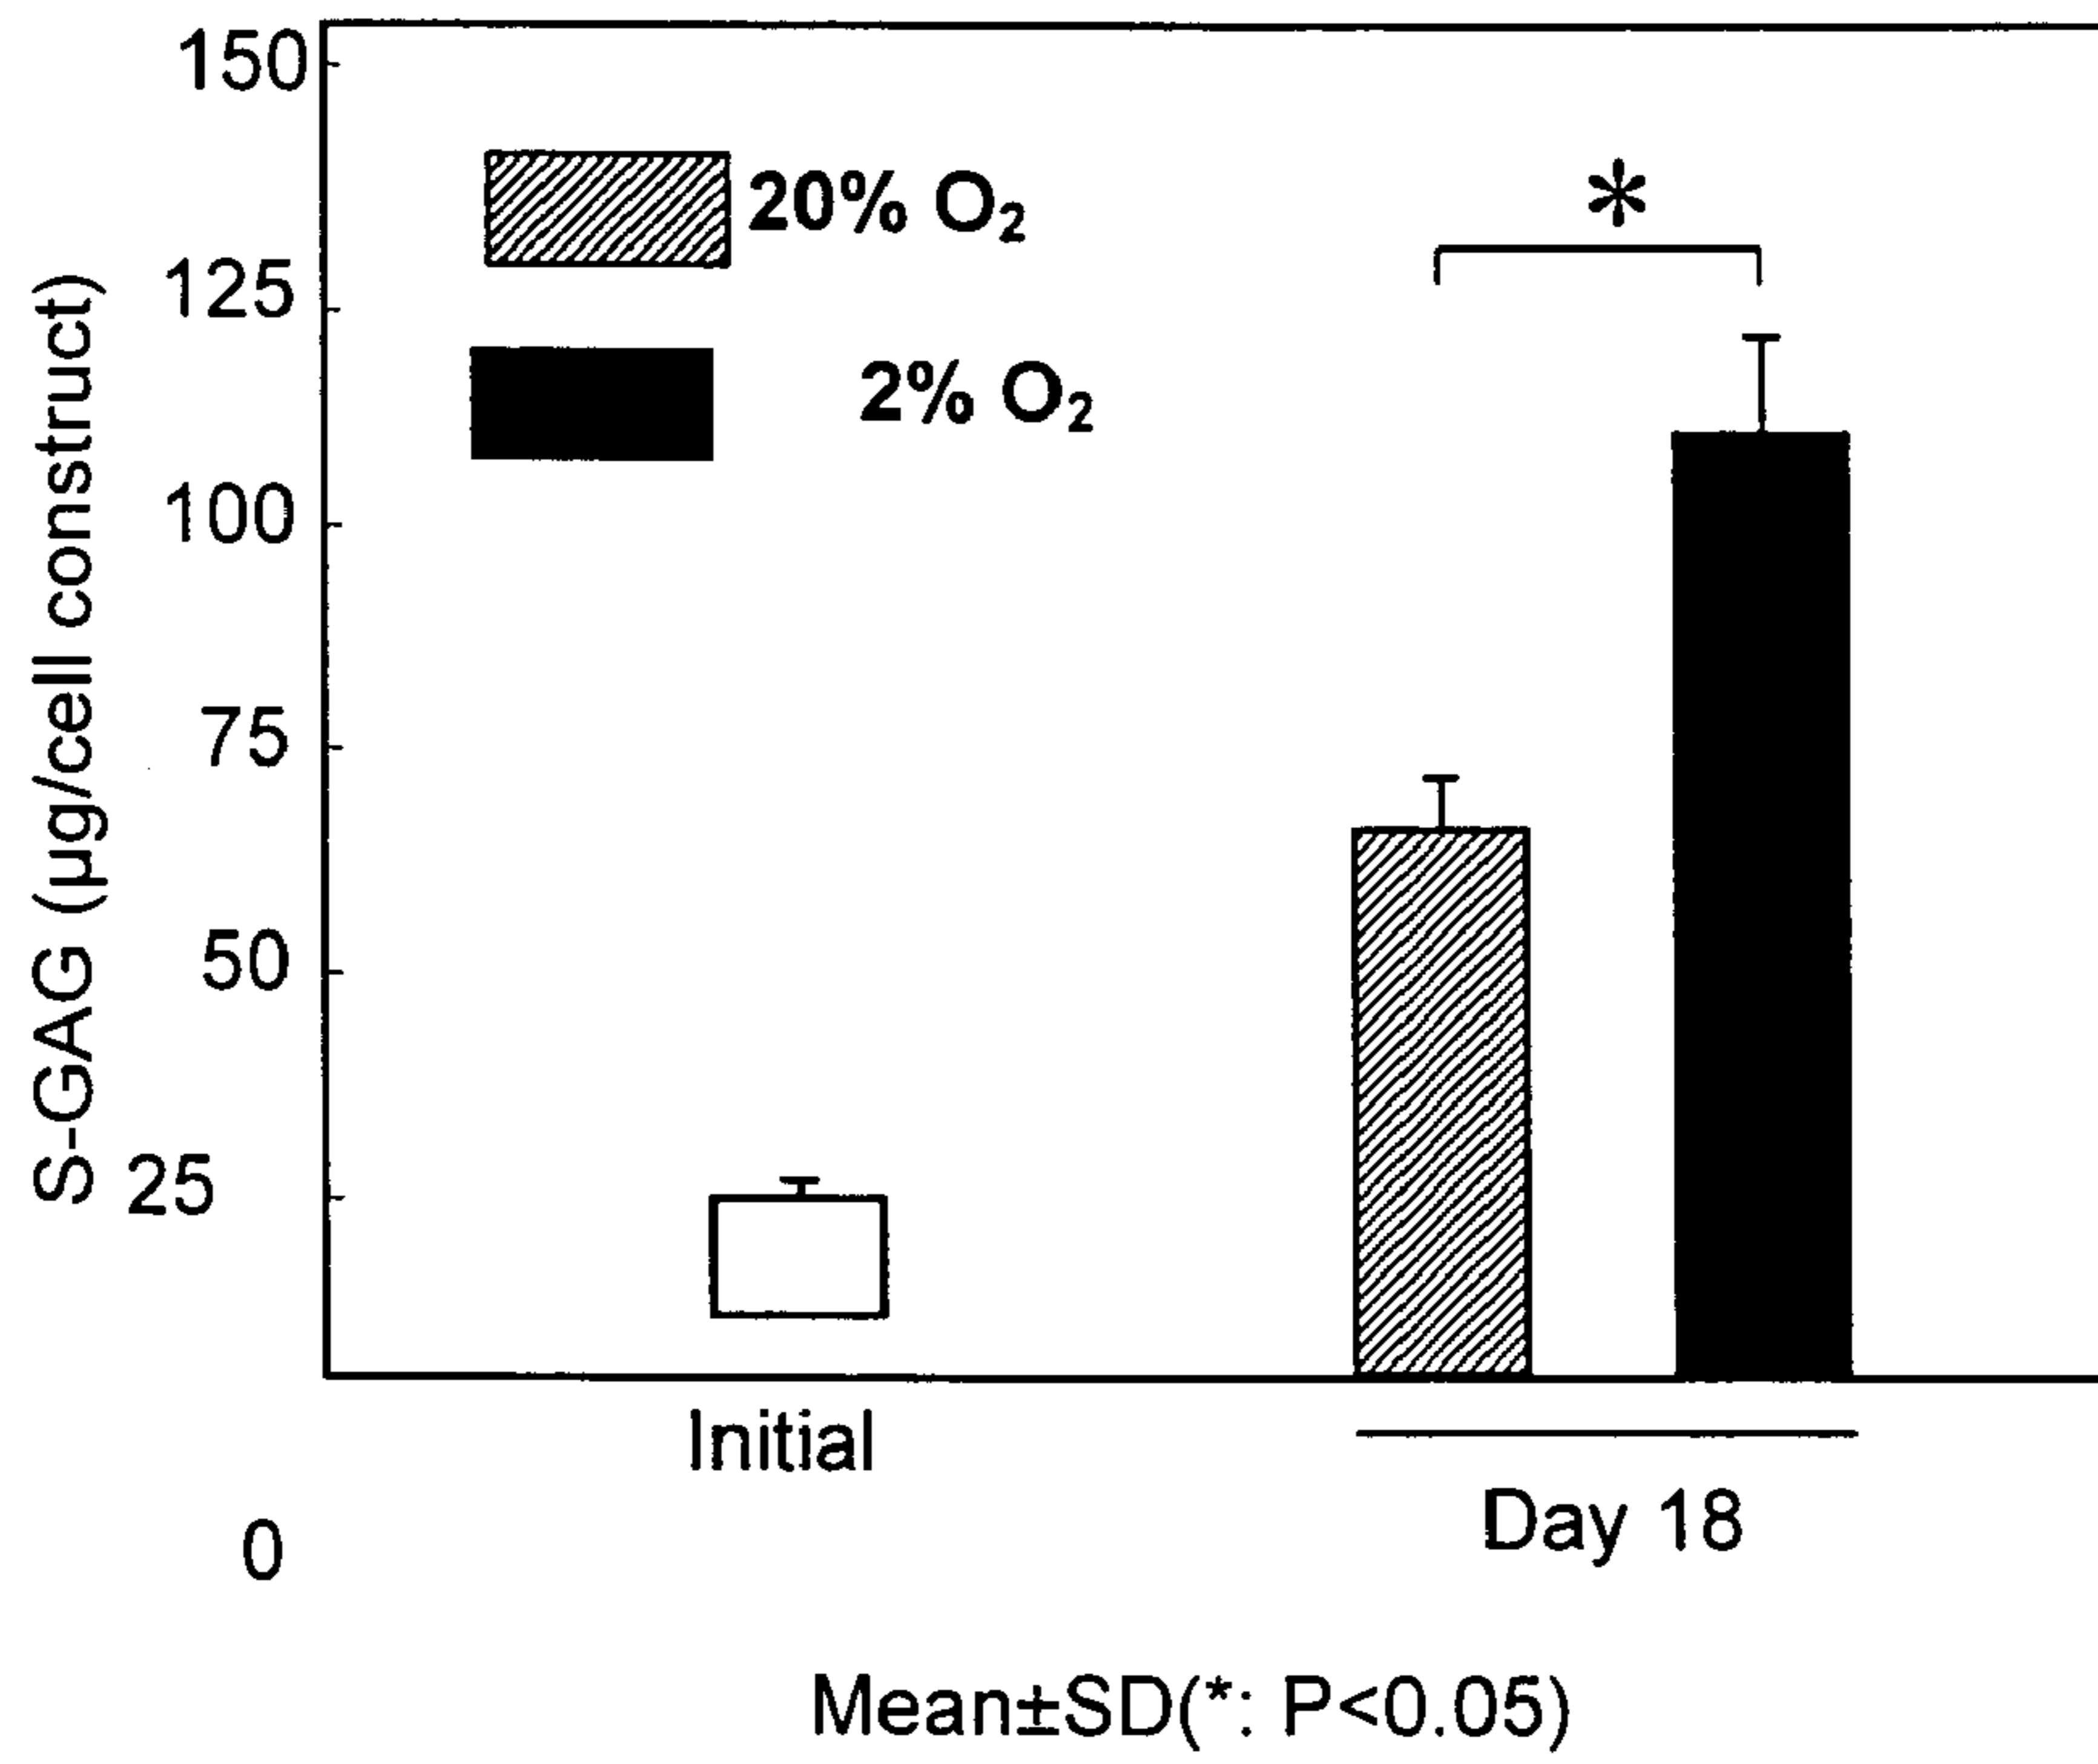 150
20% O₂
*
125
2% O₂
100
75
50
25
0
S-GAG (µg/cell construct)
Initial
Day 18
Mean±SD(*: P<0.05)